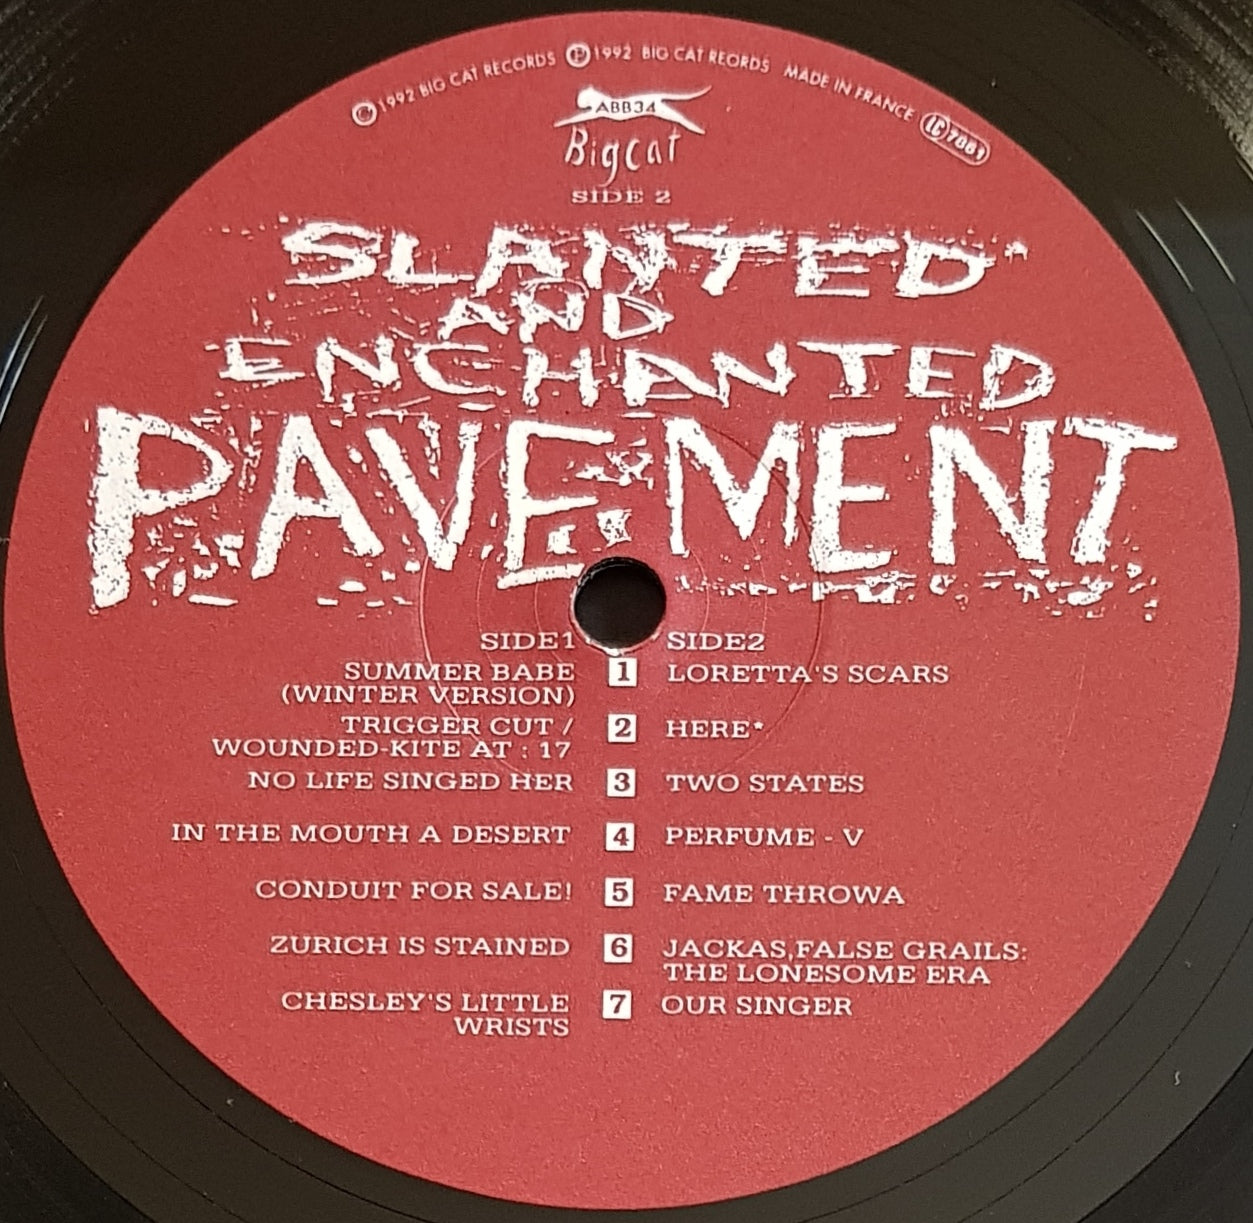 Ⓒ 1992 BIG CAT RECORDS Ⓟ 1992 BIG CAT REORDS MADE IN FRANCE LC 7061
ABB34
Bigcat
SIDE 2
SLANTED
AND
ENCHANTED
PAVEMENT
SIDE1 SIDE2
SUMMER BABE 1 LORETTA'S SCARS
(WINTER VERSION)
TRIGGER CUT / 2 HERE*
WOUNDED-KITE AT : 17
NO LIFE SINGED HER 3 TWO STATES
IN THE MOUTH A DESERT 4 PERFUME - V
CONDUIT FOR SALE! 5 FAME THROWA
ZURICH IS STAINED 6 JACKAS,FALSE GRAILS:
THE LONESOME ERA
CHESLEY'S LITTLE 7 OUR SINGER
WRISTS